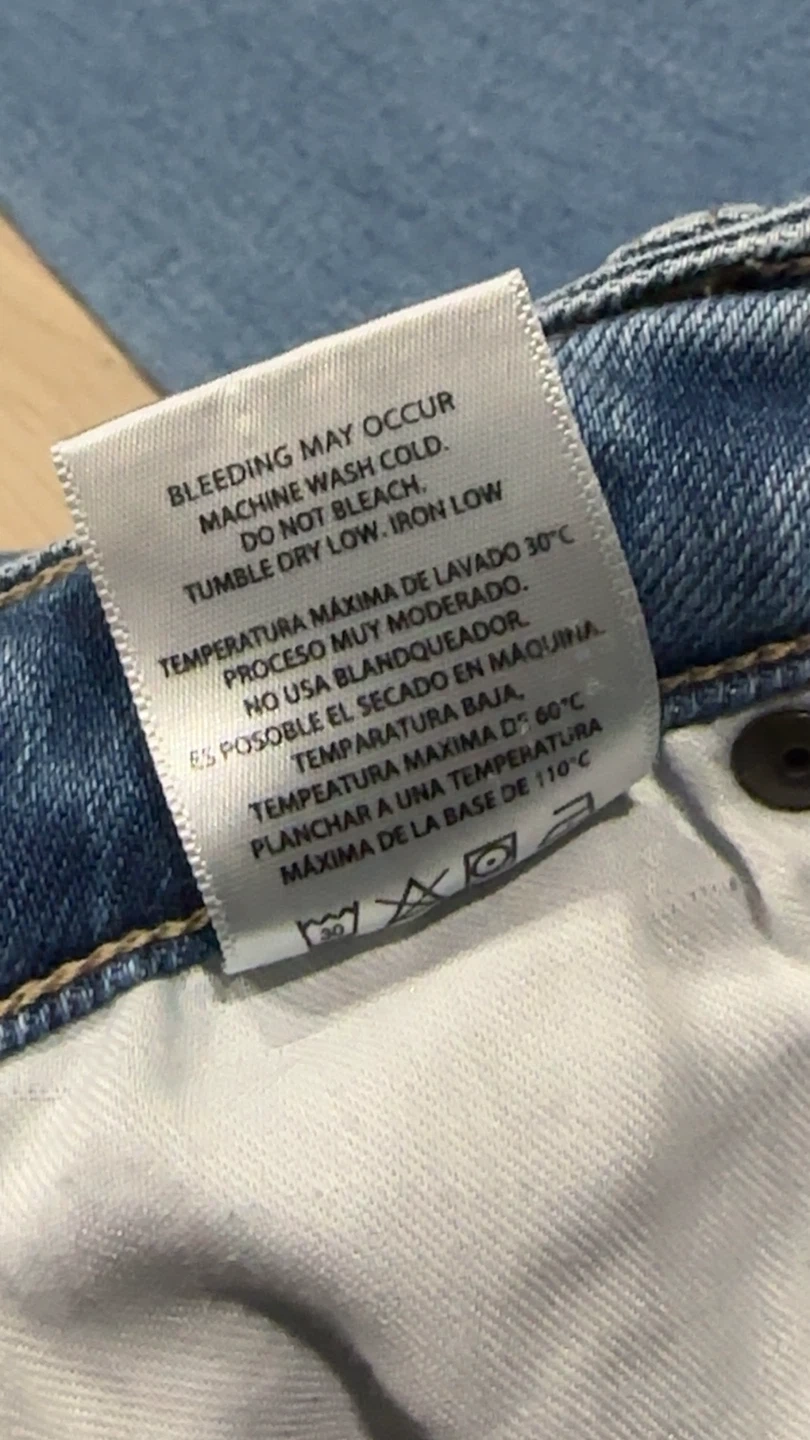 BLEEDING MAY OCCUR
MACHINE WASH COLD.
DO NOT BLEACH.
TUMBLE DRY LOW. IRON LOW
TEMPERATURA MÁXIMA DE LAVADO 30°C
PROCESO MUY MODERADO.
NO USA BLANDQUEADOR.
ES POSOBLE EL SECADO EN MÁQUINA.
TEMPARATURA BAJA,
TEMPEATURA MAXIMA DE 60°C
PLANCHAR A UNA TEMPERATURA
MÁXIMA DE LA BASE DE 110°C
30